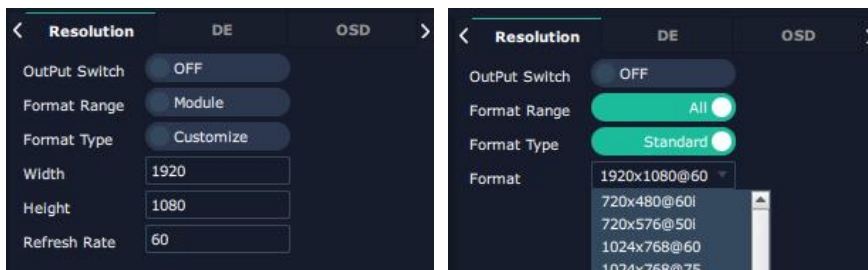 Resolution DE OSD
OutPut Switch OFF
Format Range Module
Format Type Customize
Width 1920
Height 1080
Refresh Rate 60
Resolution DE OSD
OutPut Switch OFF
Format Range All
Format Type Standard
Format 1920x1080@60
720x480@60i
720x576@50i
1024x768@60
1024x768@75